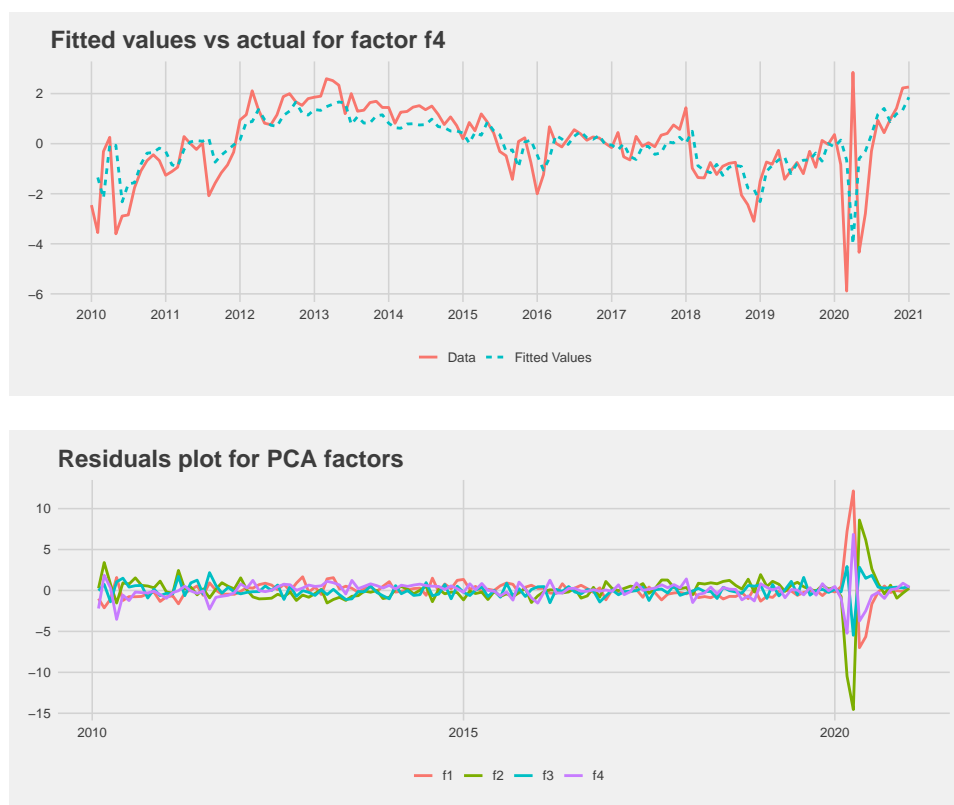 Fitted values vs actual for factor f4
2
0
−2
−4
−6
2010 2011 2012 2013 2014 2015 2016 2017 2018 2019 2020 2021
Data Fitted Values
Residuals plot for PCA factors
10
5
0
−5
−10
−15
2010 2015 2020
f1 f2 f3 f4